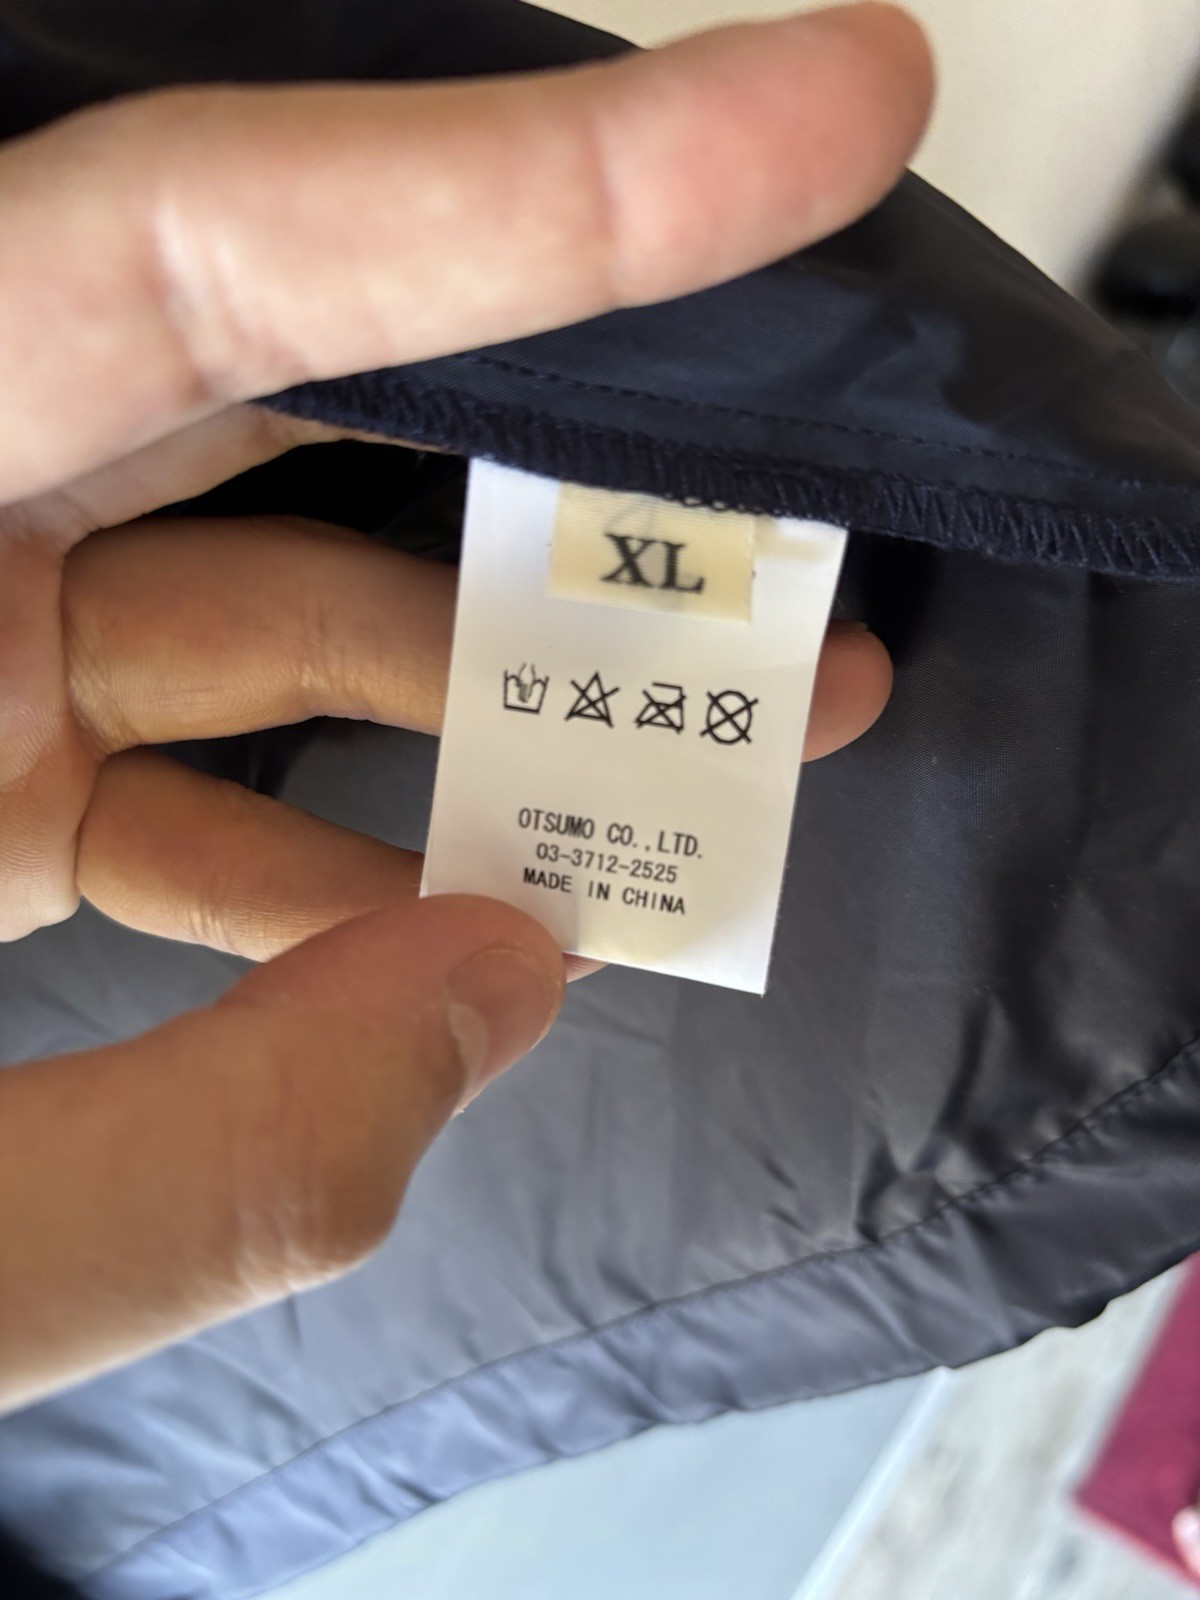 XL
OTSUMO CO.,LTD.
03-3712-2525
MADE IN CHINA